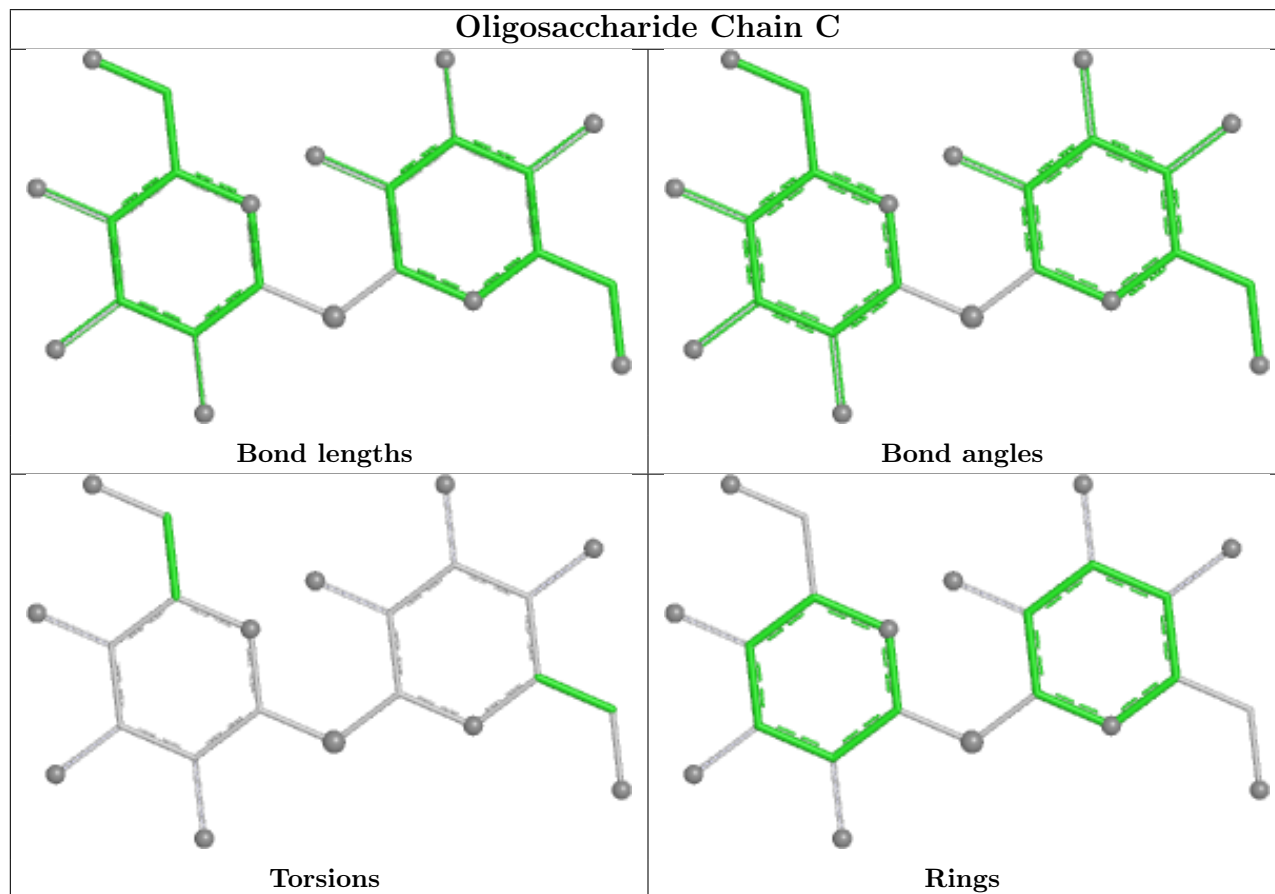 Oligosaccharide Chain C
Bond lengths
Bond angles
Torsions
Rings